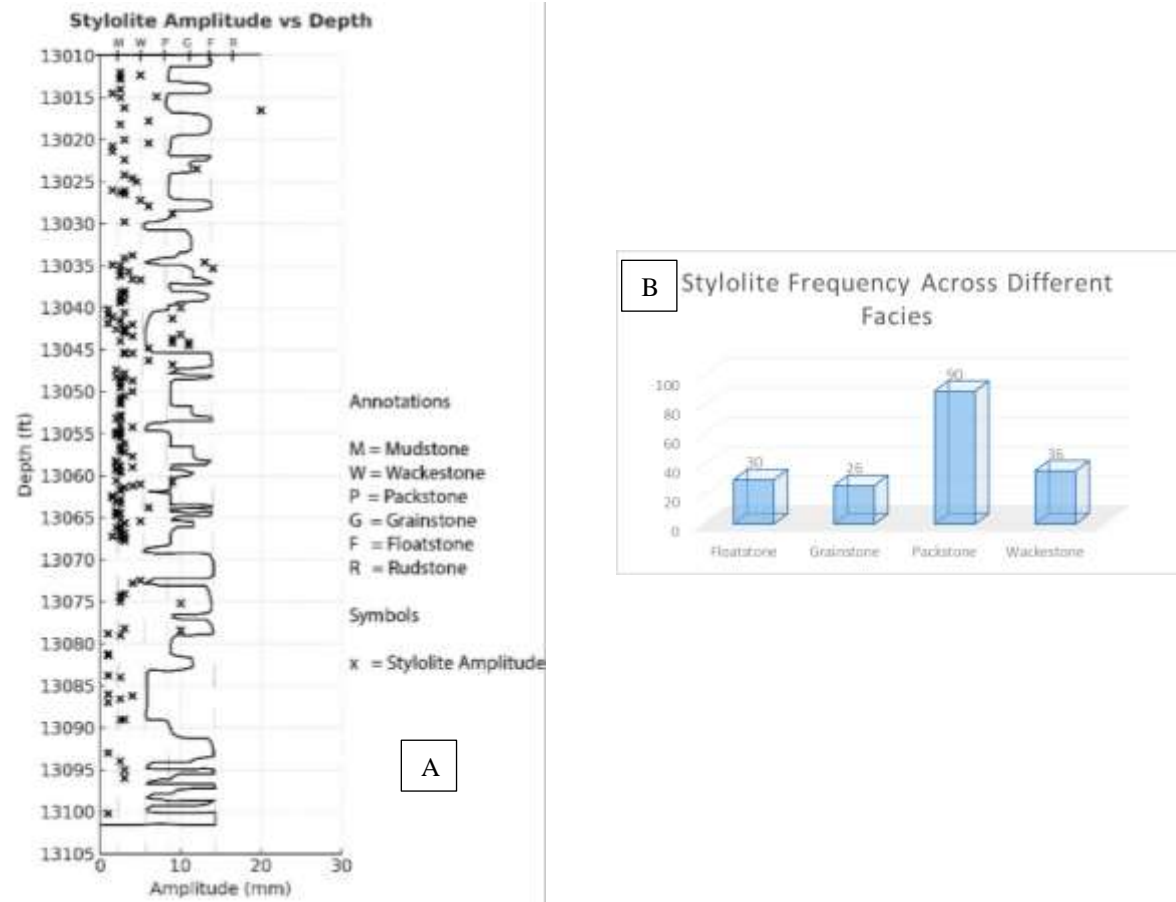 Stylolite Amplitude vs Depth
M W P G F R
13010
13015
13020
13025
13030
13035
13040
13045
13050
13055
13060
13065
13070
13075
13080
13085
13090
13095
13100
13105
Depth (ft)
0 10 20 30
Amplitude (mm)
Annotations
M = Mudstone
W = Wackestone
P = Packstone
G = Grainstone
F = Floatstone
R = Rudstone
Symbols
x = Stylolite Amplitude
A
B
Stylolite Frequency Across Different
Facies
100
80
60
40
20
0
30
26
90
36
Floatstone Grainstone Packstone Wackestone